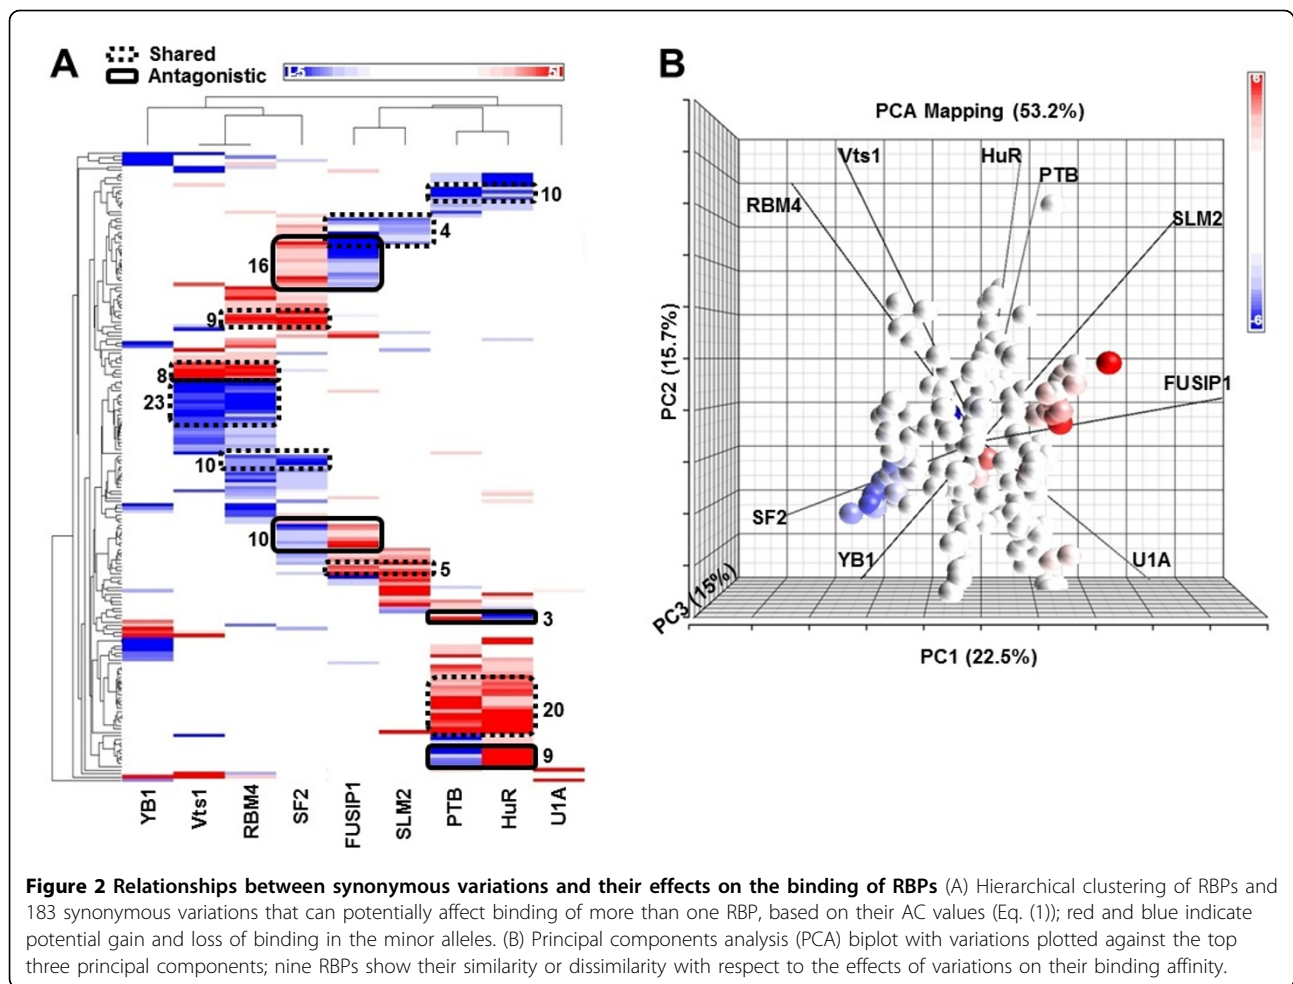 A
Shared
Antagonistic
-5
5
10
4
16
9
8
23
10
10
5
3
20
9
YB1
Vts1
RBM4
SF2
FUSIP1
SLM2
PTB
HuR
U1A
B
PCA Mapping (53.2%)
6
-6
Vts1
HuR
PTB
RBM4
SLM2
FUSIP1
SF2
YB1
U1A
PC2 (15.7%)
PC3 (15%)
PC1 (22.5%)
Figure 2 Relationships between synonymous variations and their effects on the binding of RBPs (A) Hierarchical clustering of RBPs and
183 synonymous variations that can potentially affect binding of more than one RBP, based on their AC values (Eq. (1)); red and blue indicate
potential gain and loss of binding in the minor alleles. (B) Principal components analysis (PCA) biplot with variations plotted against the top
three principal components; nine RBPs show their similarity or dissimilarity with respect to the effects of variations on their binding affinity.